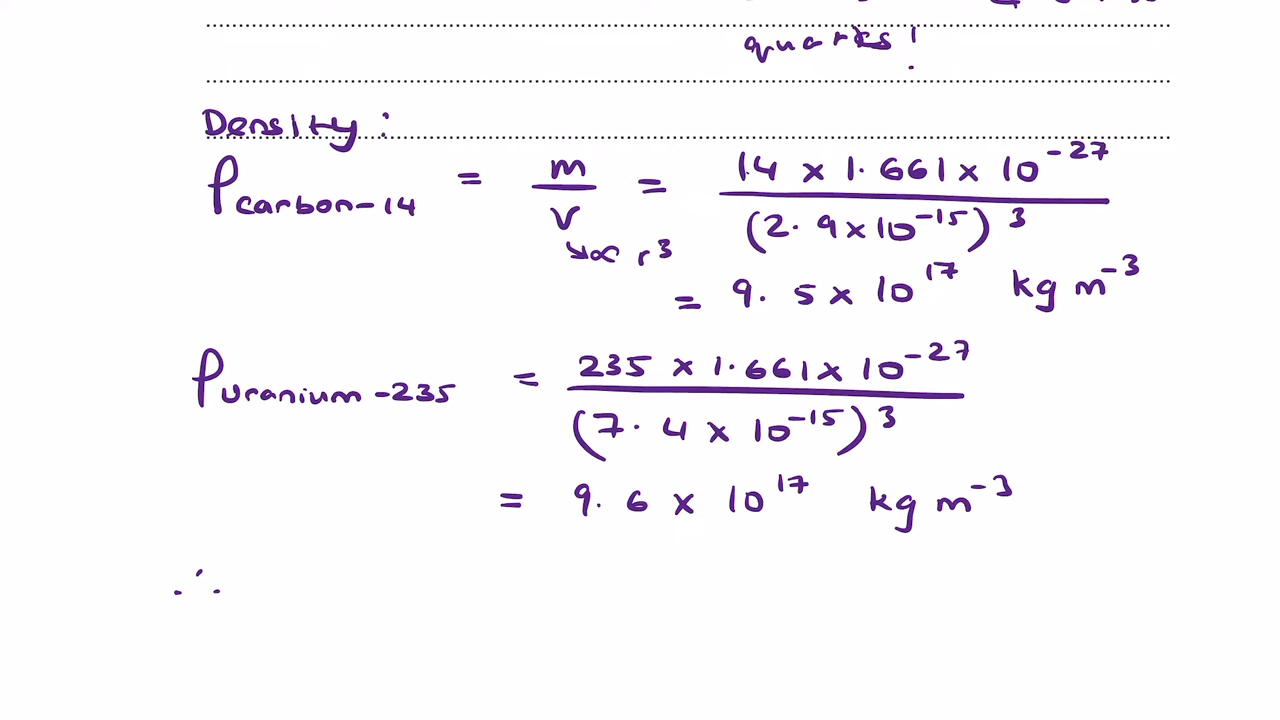 quarks!
Density:
ρcarbon-14 = m/v = 14 × 1.661 × 10^-27 / (2.9 × 10^-15)^3
↘∝ r^3
= 9.5 × 10^17 kg m^-3
ρuranium-235 = 235 × 1.661 × 10^-27 / (7.4 × 10^-15)^3
= 9.6 × 10^17 kg m^-3
∴